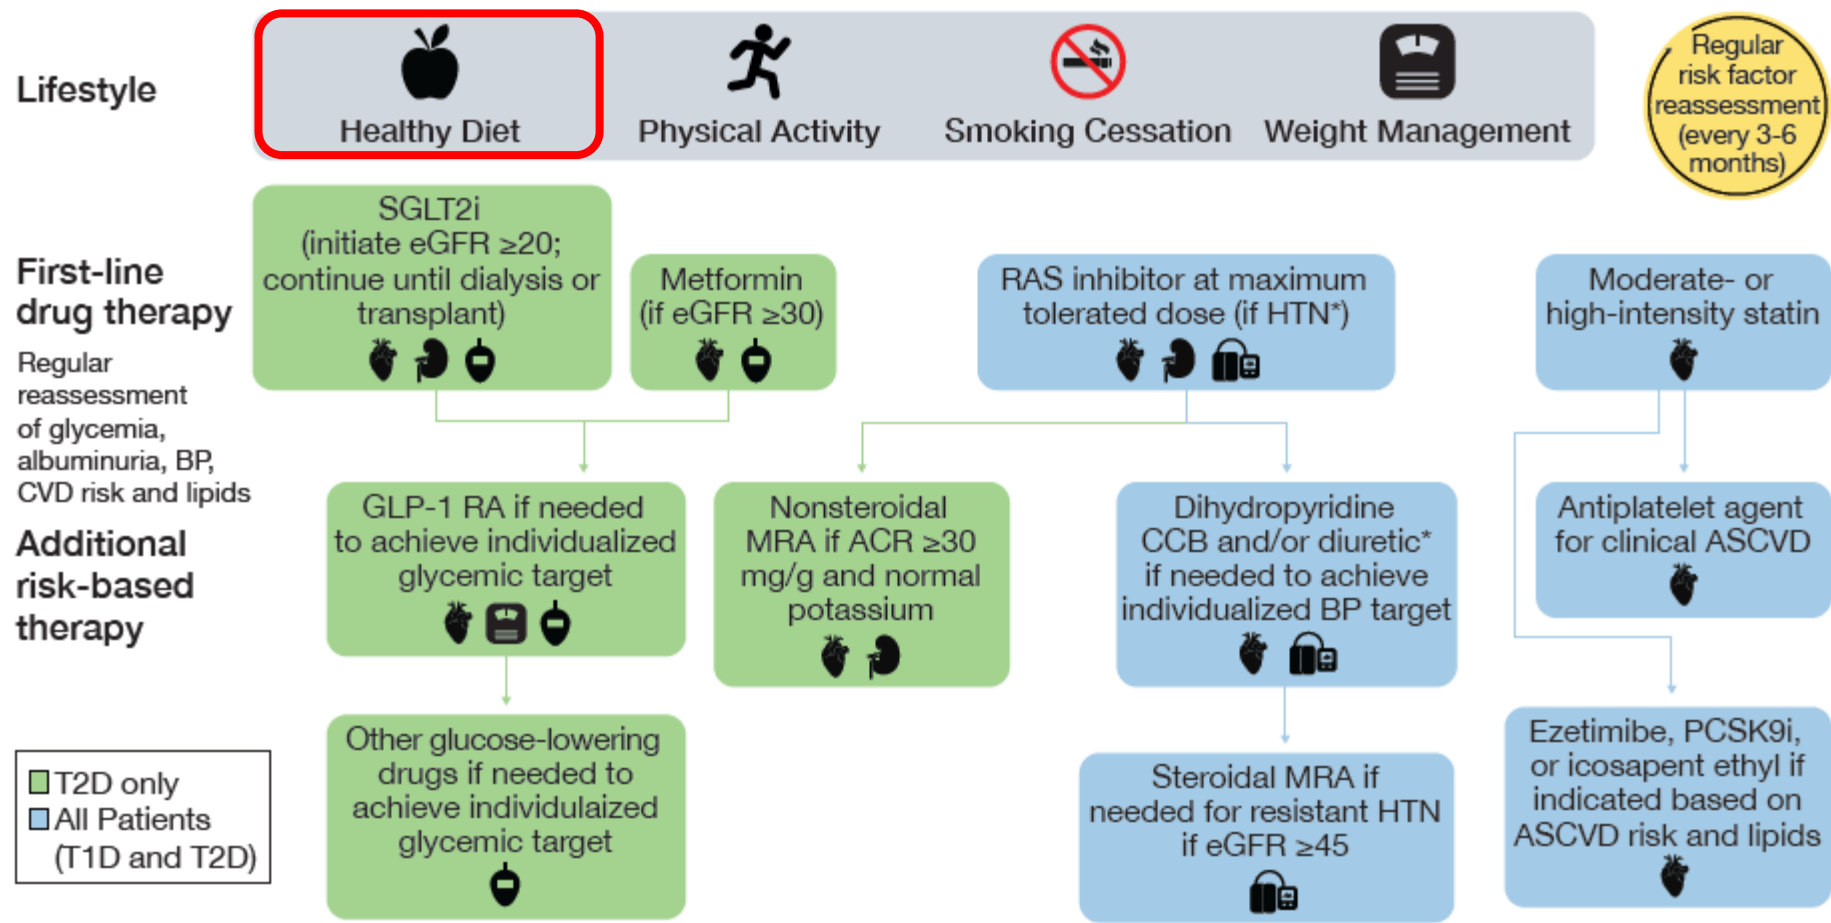 Lifestyle
Healthy Diet
Physical Activity
Smoking Cessation
Weight Management
Regular
risk factor
reassessment
(every 3-6
months)
First-line
drug therapy
Regular
reassessment
of glycemia,
albuminuria, BP,
CVD risk and lipids
SGLT2i
(initiate eGFR ≥20;
continue until dialysis or
transplant)
Metformin
(if eGFR ≥30)
RAS inhibitor at maximum
tolerated dose (if HTN*)
Moderate- or
high-intensity statin
Additional
risk-based
therapy
GLP-1 RA if needed
to achieve individualized
glycemic target
Nonsteroidal
MRA if ACR ≥30
mg/g and normal
potassium
Dihydropyridine
CCB and/or diuretic*
if needed to achieve
individualized BP target
Antiplatelet agent
for clinical ASCVD
Other glucose-lowering
drugs if needed to
achieve individulaized
glycemic target
Steroidal MRA if
needed for resistant HTN
if eGFR ≥45
Ezetimibe, PCSK9i,
or icosapent ethyl if
indicated based on
ASCVD risk and lipids
T2D only
All Patients
(T1D and T2D)